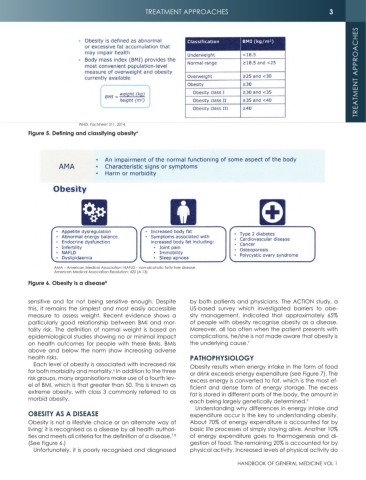 TREATMENT APPROACHES
3
TREATMENT APPROACHES
• Obesity is defined as abnormal
or excessive fat accumulation that
may impair health
• Body mass index (BMI) provides the
most convenient population-level
measure of overweight and obesity
currently available
BMI = weight (kg)
height (m²)
Classification BMI (kg/m²)
Underweight <18.5
Normal range ≥18.5 and <25
Overweight ≥25 and <30
Obesity ≥30
Obesity class I ≥30 and <35
Obesity class II ≥35 and <40
Obesity class III ≥40
WHO. Factsheet 311, 2016
Figure 5. Defining and classifying obesity
AMA
• An impairment of the normal functioning of some aspect of the body
• Characteristic signs or symptoms
• Harm or morbidity
Obesity
• Appetite dysregulation
• Abnormal energy balance
• Endocrine dysfunction
• Infertility
• NAFLD
• Dyslipidaemia
• Increased body fat
• Symptoms associated with
increased body fat including:
• Joint pain
• Immobility
• Sleep apnoea
• Type 2 diabetes
• Cardiovascular disease
• Cancer
• Osteoporosis
• Polycystic ovary syndrome
AMA - American Medical Association; NAFLD - non-alcoholic fatty liver disease
American Medical Association Resolution: 420 (A-13)
Figure 6. Obesity is a disease
sensitive and for not being sensitive enough. Despite
this, it remains the simplest and most easily accessible
measure to assess weight. Recent evidence shows a
particularly good relationship between BMI and mor-
tality risk. The definition of normal weight is based on
epidemiological studies showing no or minimal impact
on health outcomes for people with these BMIs. BMIs
above and below the norm show increasing adverse
health risks.
Each level of obesity is associated with increased risk
for both morbidity and mortality. In addition to the three
risk groups, many organisations make use of a fourth lev-
el of BMI, which is that greater than 50. This is known as
extreme obesity, with class 3 commonly referred to as
morbid obesity.
OBESITY AS A DISEASE
Obesity is not a lifestyle choice or an alternate way of
living; it is recognised as a disease by all health authori-
ties and meets all criteria for the definition of a disease.
(See Figure 6.)
Unfortunately, it is poorly recognised and diagnosed
by both patients and physicians. The ACTION study, a
US-based survey which investigated barriers to obe-
sity management, indicated that approximately 65%
of people with obesity recognise obesity as a disease.
Moreover, all too often when the patient presents with
complications, he/she is not made aware that obesity is
the underlying cause.
PATHOPHYSIOLOGY
Obesity results when energy intake in the form of food
or drink exceeds energy expenditure (see Figure 7). The
excess energy is converted to fat, which is the most ef-
ficient and dense form of energy storage. The excess
fat is stored in different parts of the body, the amount in
each being largely genetically determined.
Understanding why differences in energy intake and
expenditure occur is the key to understanding obesity.
About 70% of energy expenditure is accounted for by
basic life processes of simply staying alive. Another 10%
of energy expenditure goes to thermogenesis and di-
gestion of food. The remaining 20% is accounted for by
physical activity. Increased levels of physical activity do
HANDBOOK OF GENERAL MEDICINE VOL 1